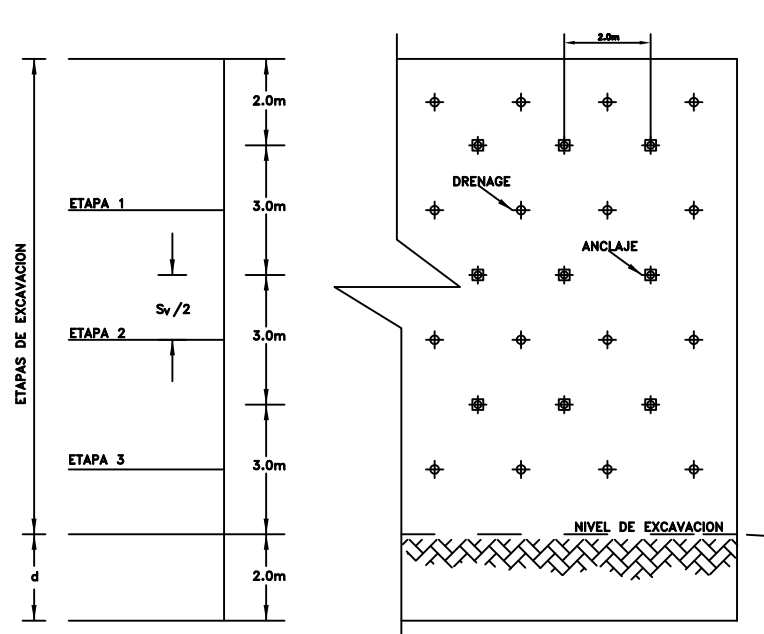 2.0m
2.0m
DRENAGE
ETAPA 1
3.0m
ANCLAJE
ETAPAS DE EXCAVACION
Sv/2
ETAPA 2
3.0m
ETAPA 3
3.0m
NIVEL DE EXCAVACION
d
2.0m